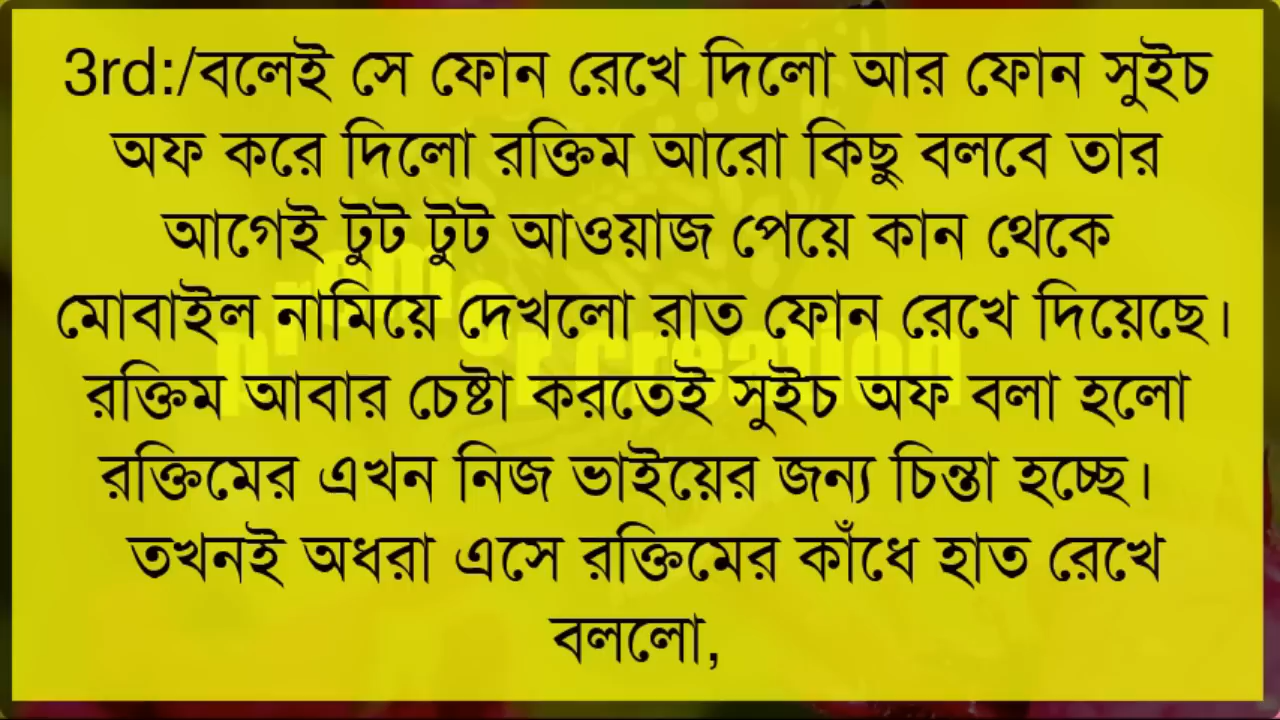 3rd:/বলেই সে ফোন রেখে দিলো আর ফোন সুইচ
অফ করে দিলো রক্তিম আরো কিছু বলবে তার
আগেই টুট টুট আওয়াজ পেয়ে কান থেকে
মোবাইল নামিয়ে দেখলো রাত ফোন রেখে দিয়েছে।
রক্তিম আবার চেষ্টা করতেই সুইচ অফ বলা হলো
রক্তিমের এখন নিজ ভাইয়ের জন্য চিন্তা হচ্ছে।
তখনই অধরা এসে রক্তিমের কাঁধে হাত রেখে
বললো,